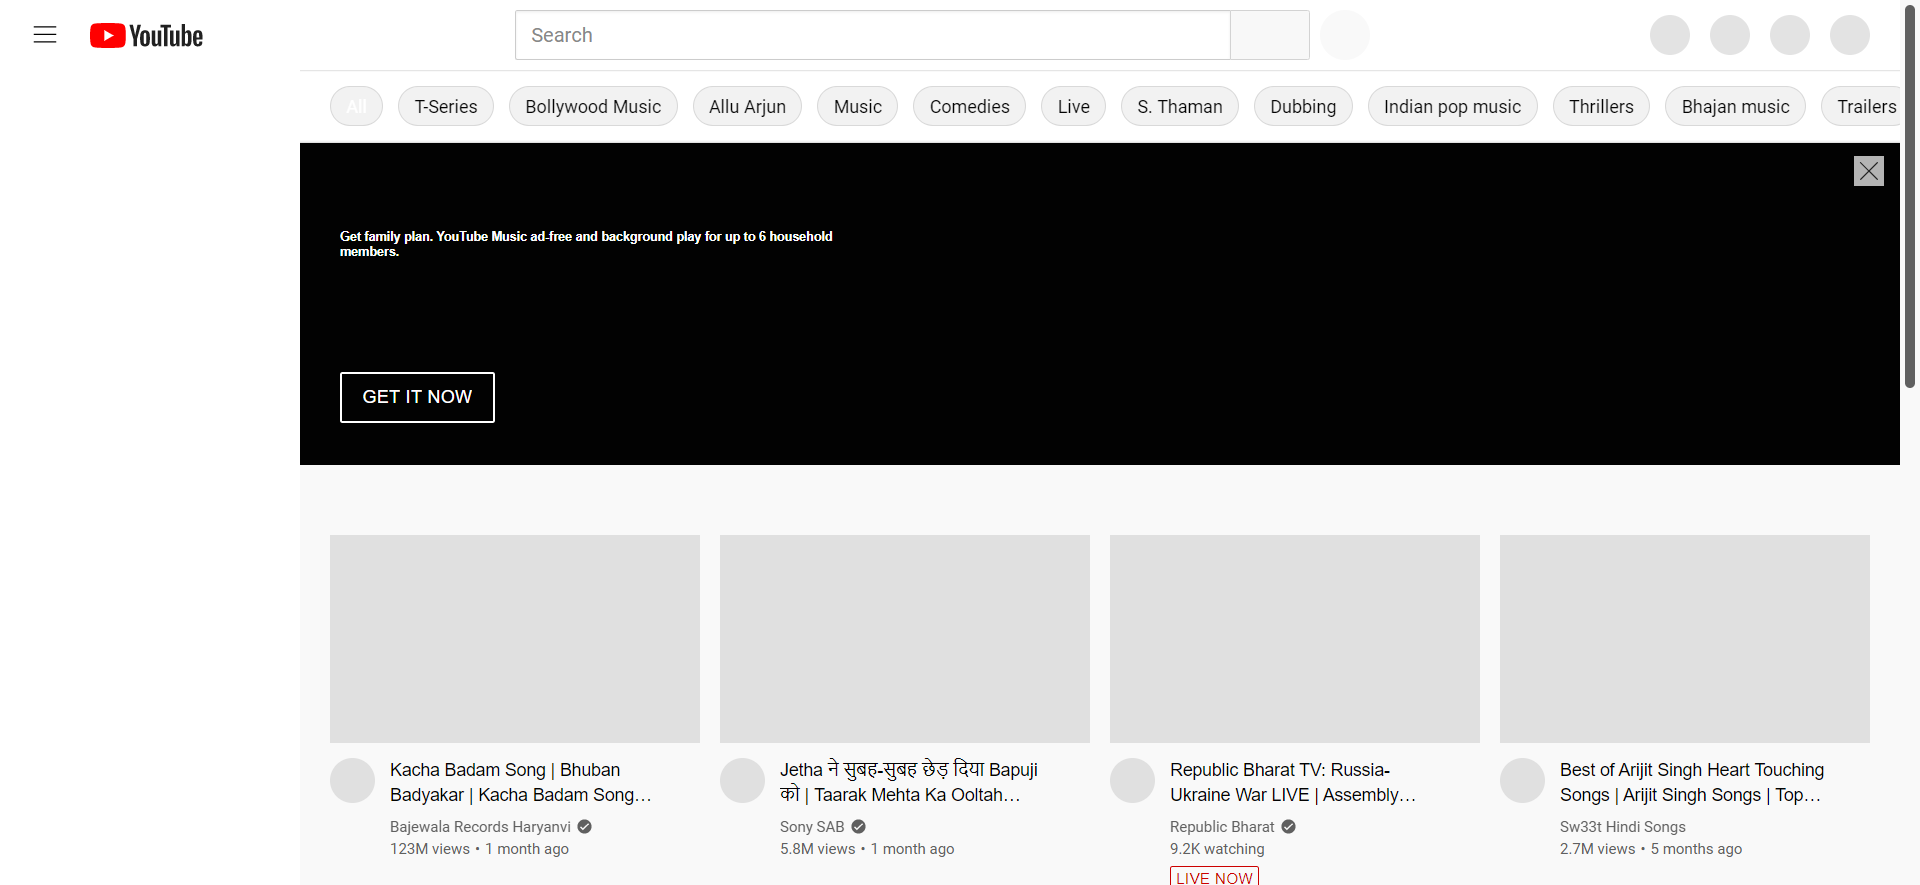 YouTube
Search
All
T-Series
Bollywood Music
Allu Arjun
Music
Comedies
Live
S. Thaman
Dubbing
Indian pop music
Thrillers
Bhajan music
Trailers
Get family plan. YouTube Music ad-free and background play for up to 6 household
members.
GET IT NOW
Kacha Badam Song | Bhuban
Badyakar | Kacha Badam Song...
Bajewala Records Haryanvi
123M views • 1 month ago
Jetha ने सुबह-सुबह छेड़ दिया Bapuji
को | Taarak Mehta Ka Ooltah...
Sony SAB
5.8M views • 1 month ago
Republic Bharat TV: Russia-
Ukraine War LIVE | Assembly...
Republic Bharat
9.2K watching
LIVE NOW
Best of Arijit Singh Heart Touching
Songs | Arijit Singh Songs | Top...
Sw33t Hindi Songs
2.7M views • 5 months ago